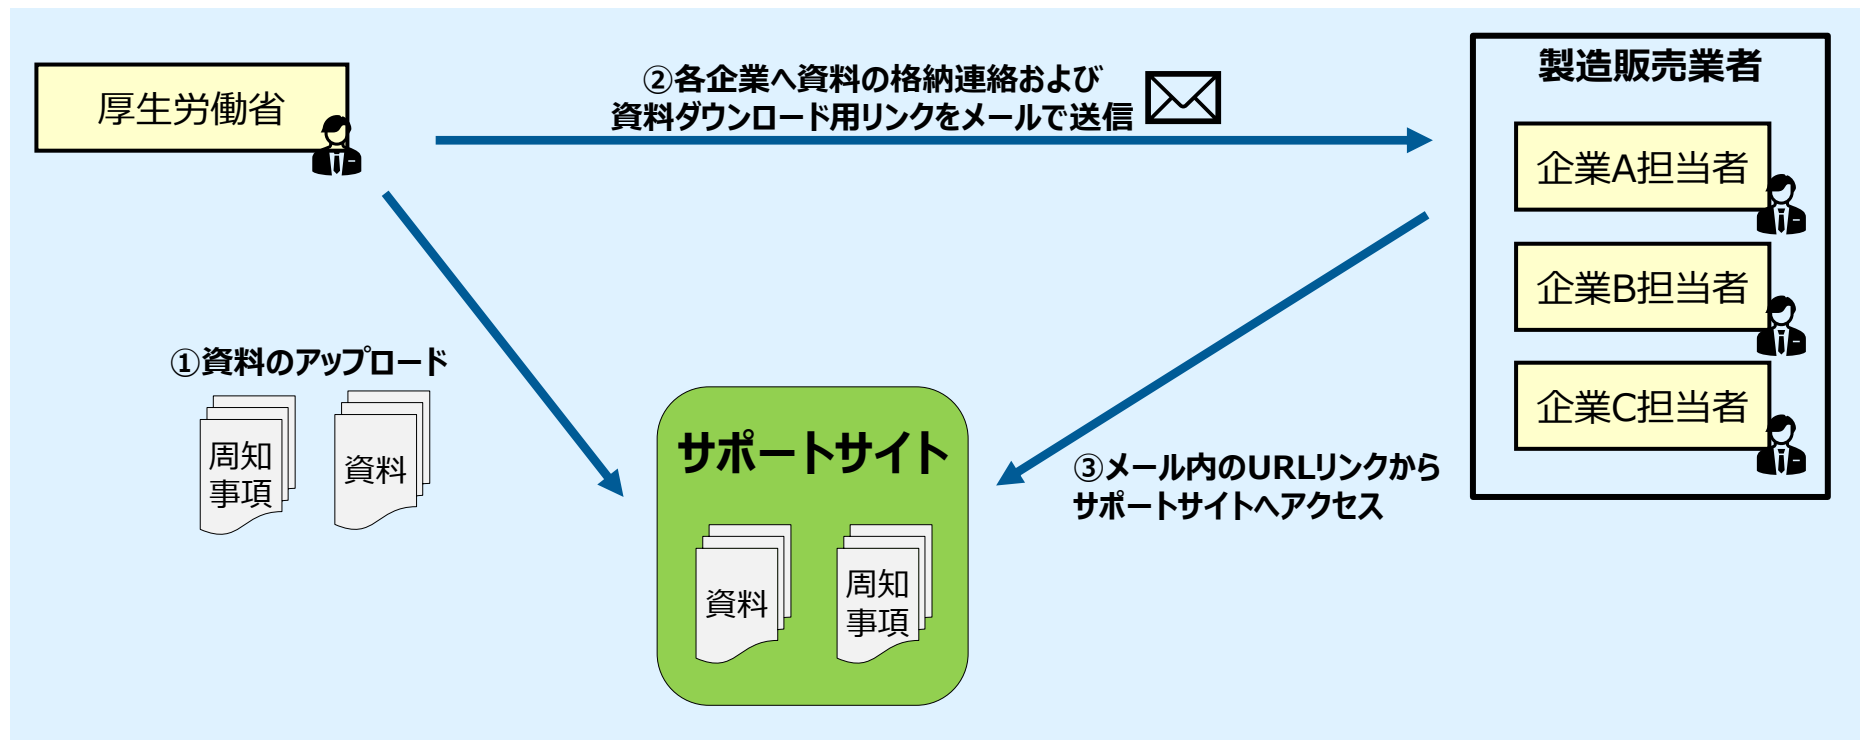 厚生労働省
②各企業へ資料の格納連絡および
資料ダウンロード用リンクをメールで送信
製造販売業者
企業A担当者
企業B担当者
企業C担当者
①資料のアップロード
周知
事項
資料
サポートサイト
資料
周知
事項
③メール内のURLリンクから
サポートサイトへアクセス